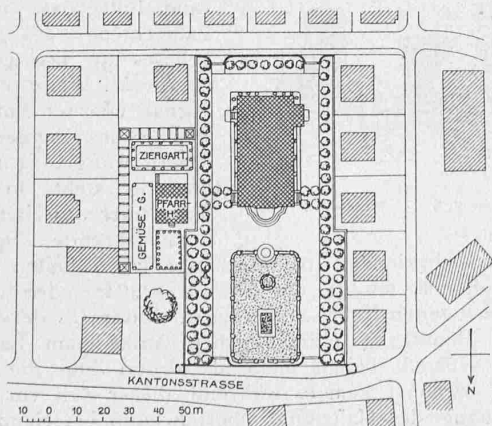 ZIERGART.
GEMÜSE-G.
PFARR-
H.
KANTONSSTRASSE
10 0 10 20 30 40 50 m
N